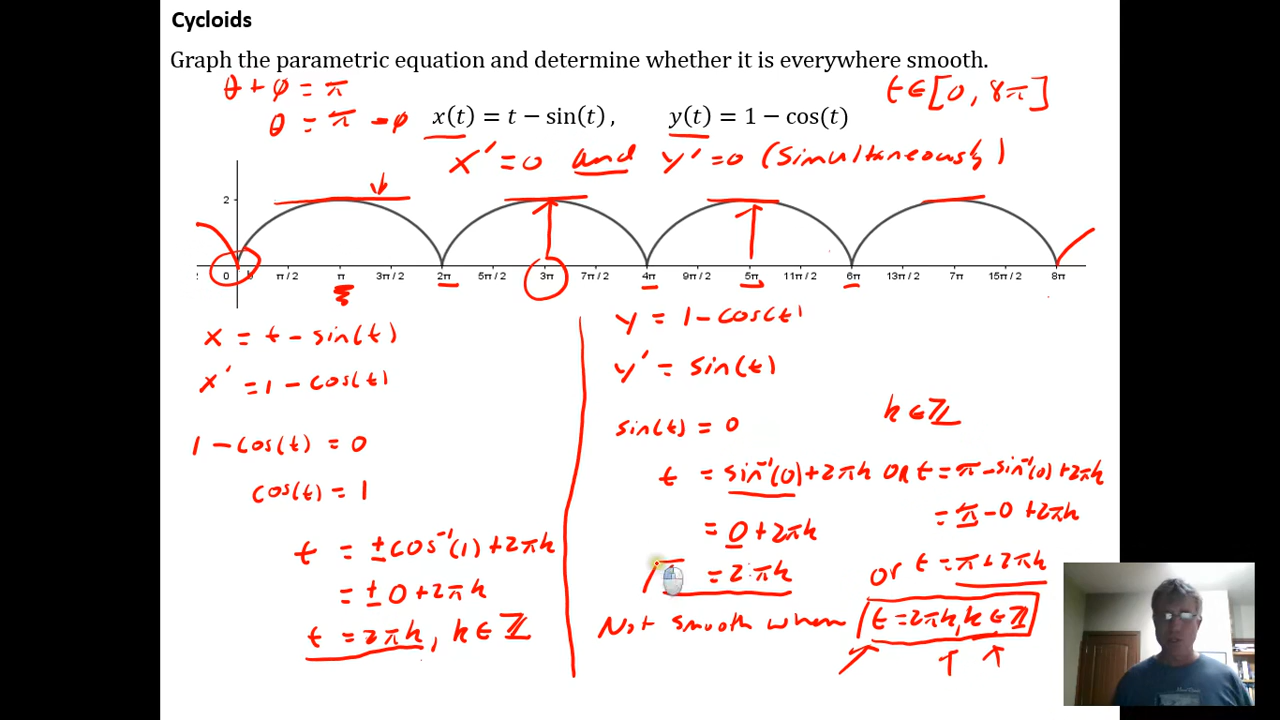 Cycloids
Graph the parametric equation and determine whether it is everywhere smooth.
θ + φ = π
t ∈ [0, 8π]
θ = π - φ
x(t) = t − sin(t), y(t) = 1 − cos(t)
x' = 0 and y' = 0 (Simultaneously)
2
0 π / 2 π 3π / 2 2π 5π / 2 3π 7π / 2 4π 9π / 2 5π 11π / 2 6π 13π / 2 7π 15π / 2 8π
x = t - sin(t)
x' = 1 - cos(t)
1 - cos(t) = 0
cos(t) = 1
t = ± cos⁻¹(1) + 2πk
= ± 0 + 2πk
t = 2πk, k ∈ ℤ
y = 1 - cos(t)
y' = sin(t)
k ∈ ℤ
sin(t) = 0
t = sin⁻¹(0) + 2πk OR t = π - sin⁻¹(0) + 2πk
= 0 + 2πk
= π - 0 + 2πk
= 2πk
or t = π + 2πk
Not smooth when t = 2πk, k ∈ ℤ